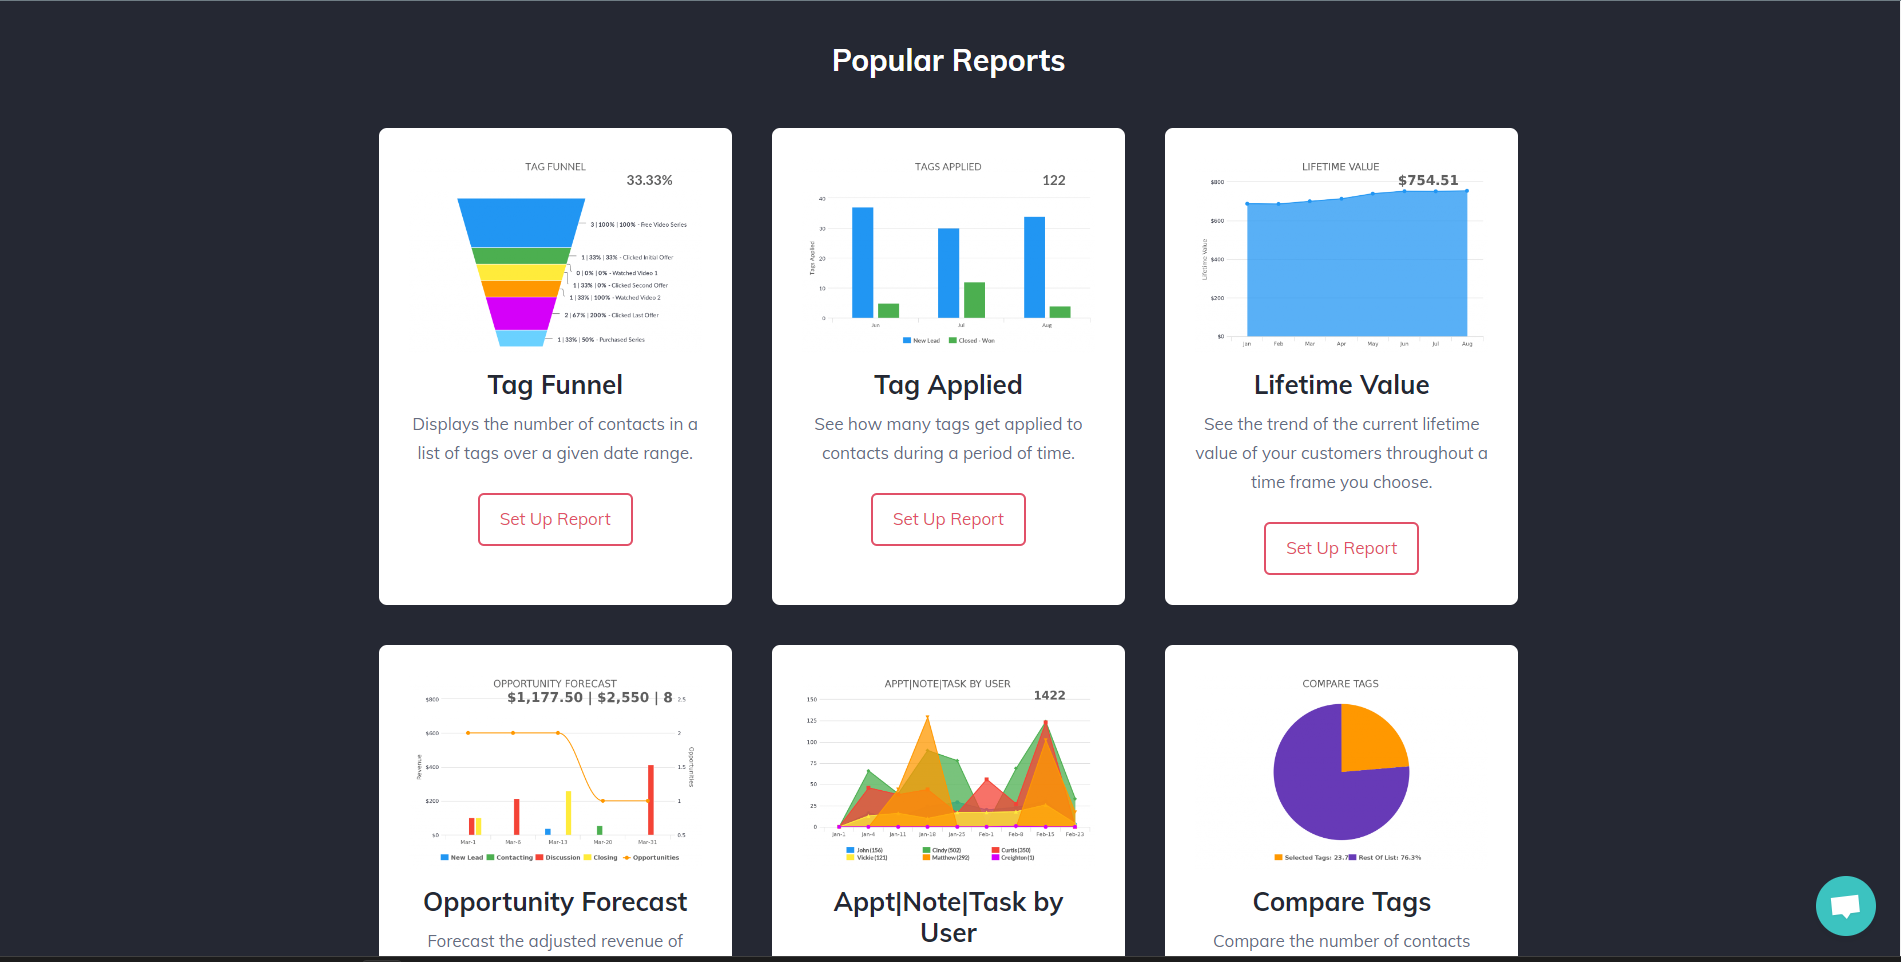 Popular Reports
TAG FUNNEL
33.33%
3 | 100% | 100% - Free Video Series
1 | 33% | 33% - Clicked Initial Offer
0 | 0% | 0% - Watched Video 1
1 | 33% | 0% - Clicked Second Offer
1 | 33% | 100% - Watched Video 2
2 | 67% | 200% - Clicked Last Offer
1 | 33% | 50% - Purchased Series
Tag Funnel
Displays the number of contacts in a
list of tags over a given date range.
Set Up Report
TAGS APPLIED
122
40
30
20
10
0
Tags Applied
Jun Jul Aug
New Lead Closed - Won
Tag Applied
See how many tags get applied to
contacts during a period of time.
Set Up Report
LIFETIME VALUE
$754.51
$800
$600
$400
$200
$0
Lifetime Value
Jan Feb Mar Apr May Jun Jul Aug
Lifetime Value
See the trend of the current lifetime
value of your customers throughout a
time frame you choose.
Set Up Report
OPPORTUNITY FORECAST
$1,177.50 | $2,550 | 8
$800
$600
$400
$200
$0
Revenue
2.5
2
1.5
1
0.5
Opportunities
Mar-1 Mar-6 Mar-13 Mar-20 Mar-31
New Lead Contacting Discussion Closing Opportunities
Opportunity Forecast
Forecast the adjusted revenue of
APPT|NOTE|TASK BY USER
1422
150
125
100
75
50
25
0
Jan-1 Jan-4 Jan-11 Jan-18 Jan-25 Feb-1 Feb-8 Feb-15 Feb-23
John (156) Cindy (502) Curtis (350)
Vickie (121) Matthew (292) Creighton (1)
Appt|Note|Task by
User
COMPARE TAGS
Selected Tags: 23.7 Rest Of List: 76.3%
Compare Tags
Compare the number of contacts